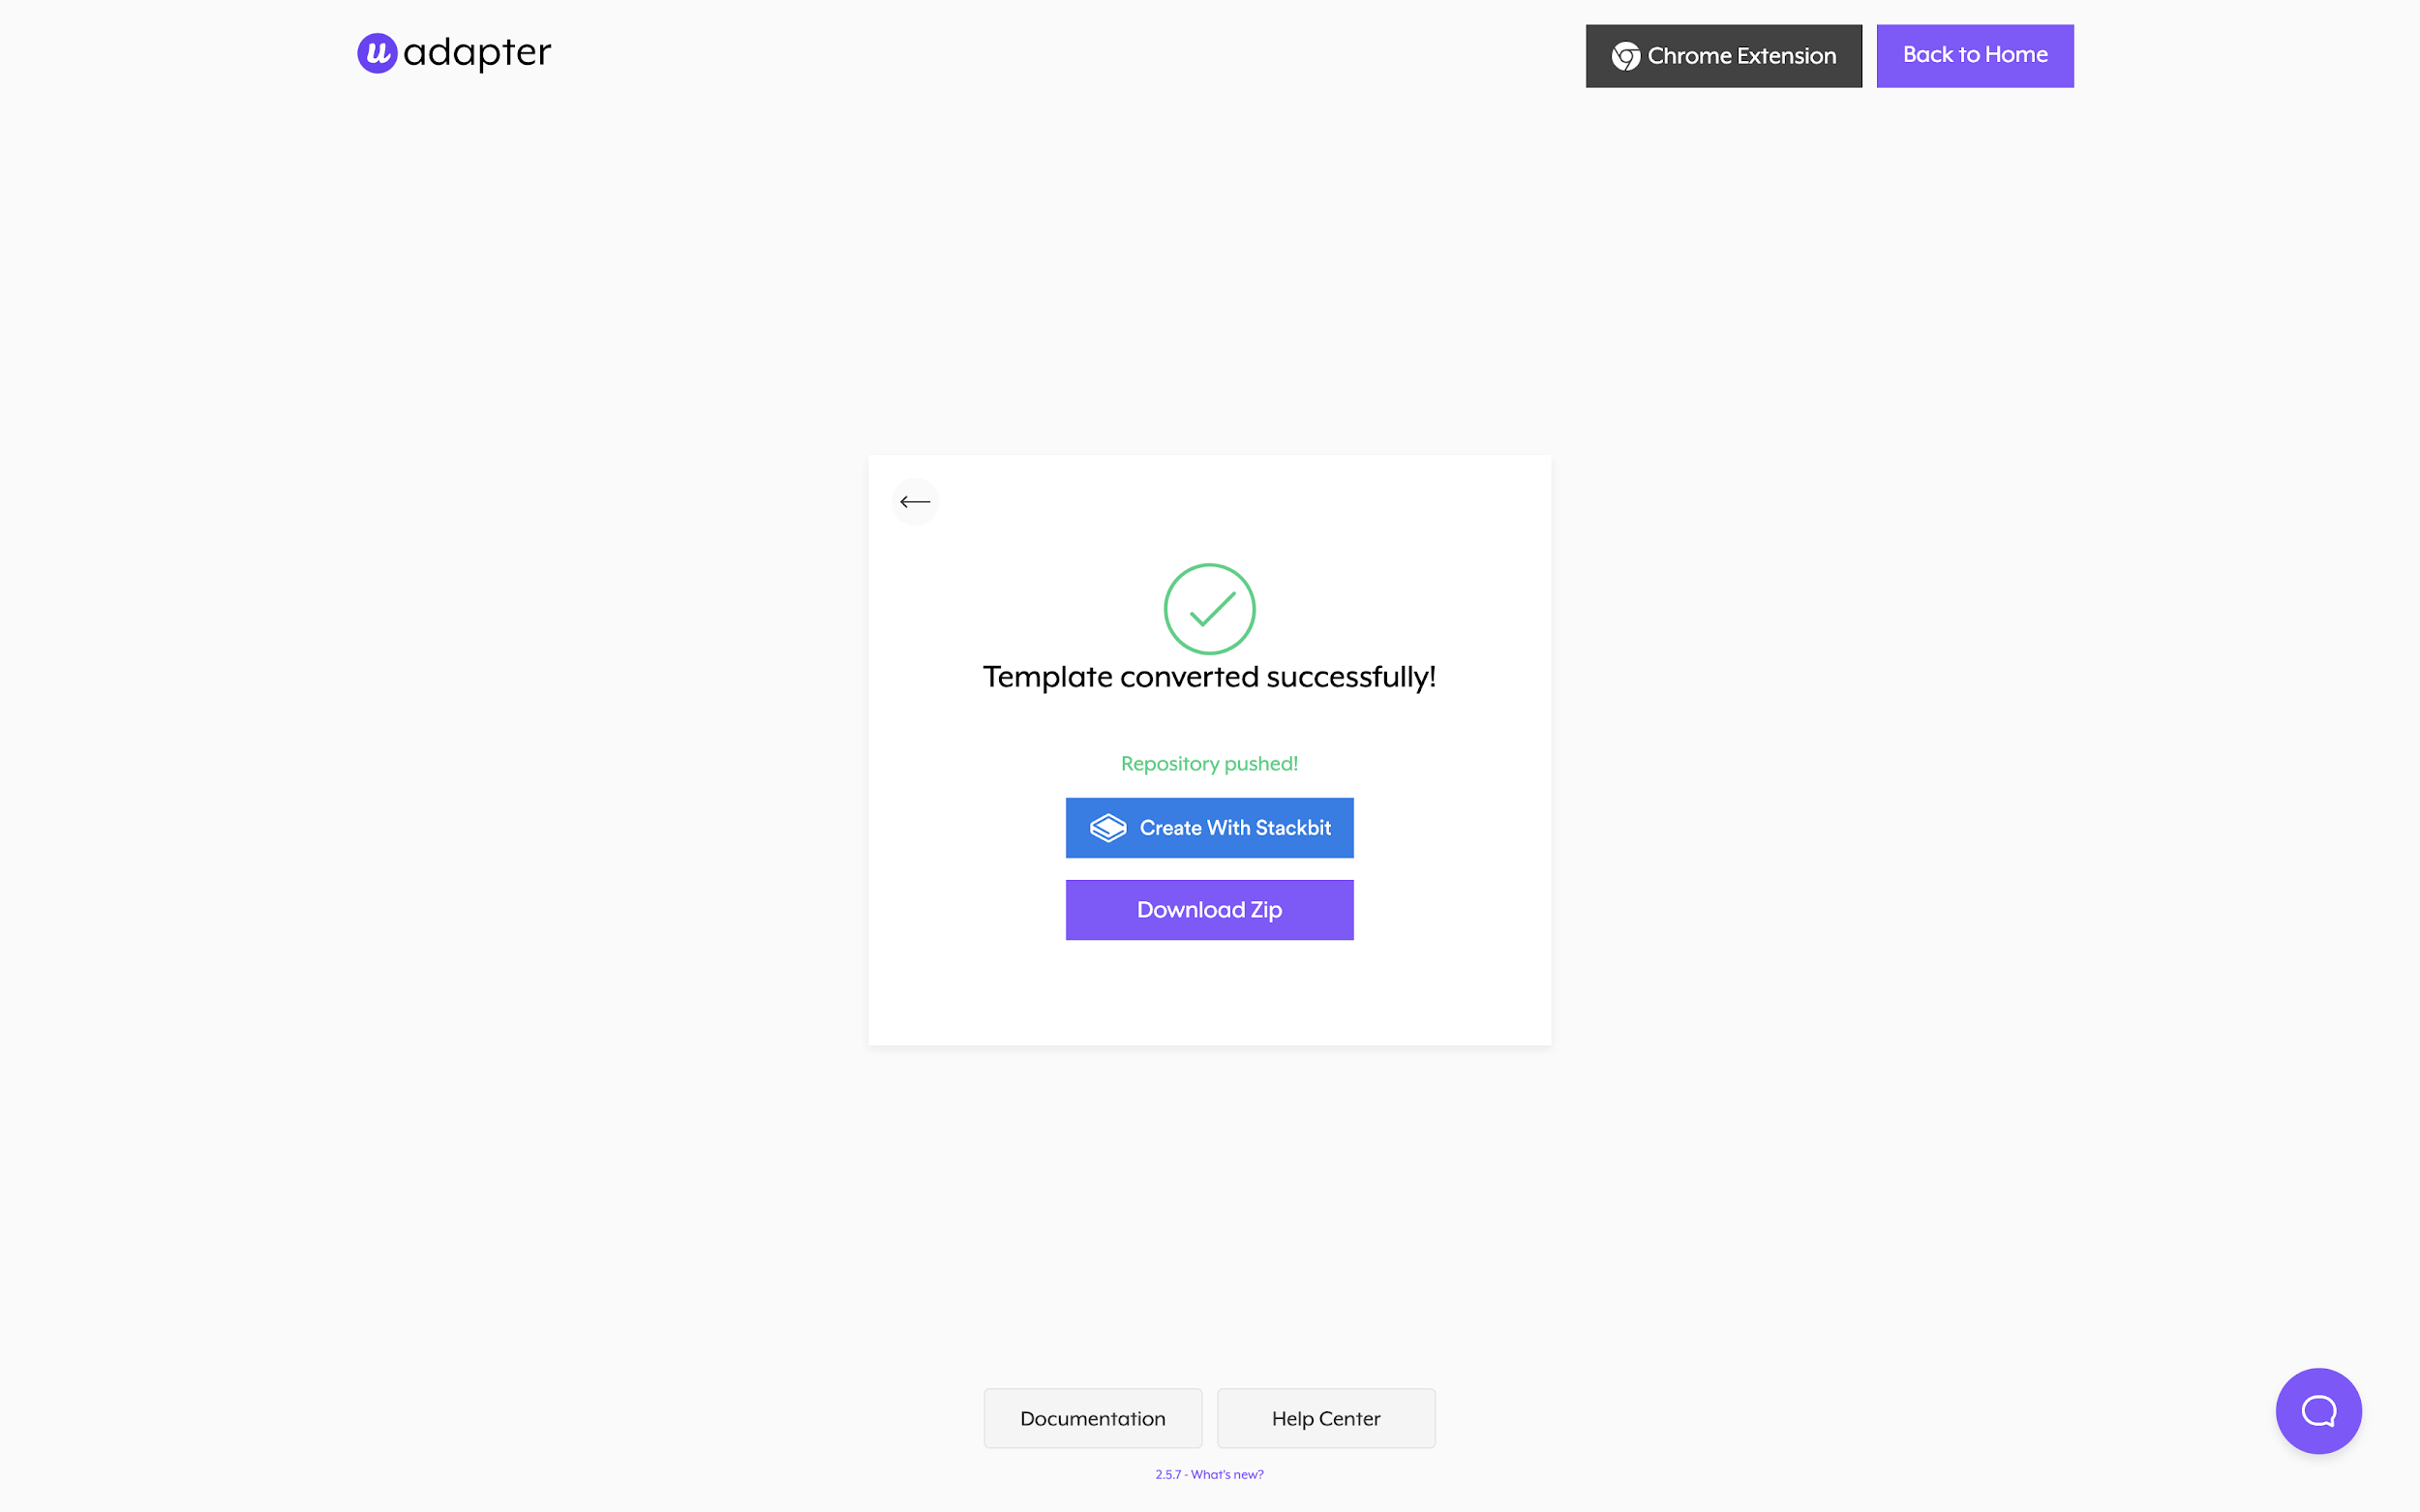 u adapter
Chrome Extension
Back to Home
Template converted successfully!
Repository pushed!
Create With Stackbit
Download Zip
Documentation
Help Center
2.5.7 - What's new?